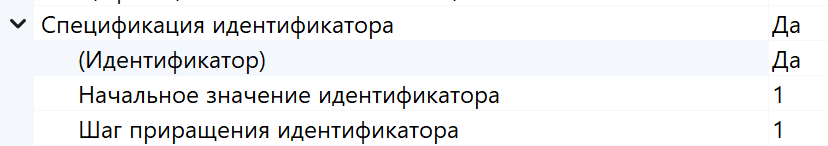 Спецификация идентификатора Да
(Идентификатор) Да
Начальное значение идентификатора 1
Шаг приращения идентификатора 1